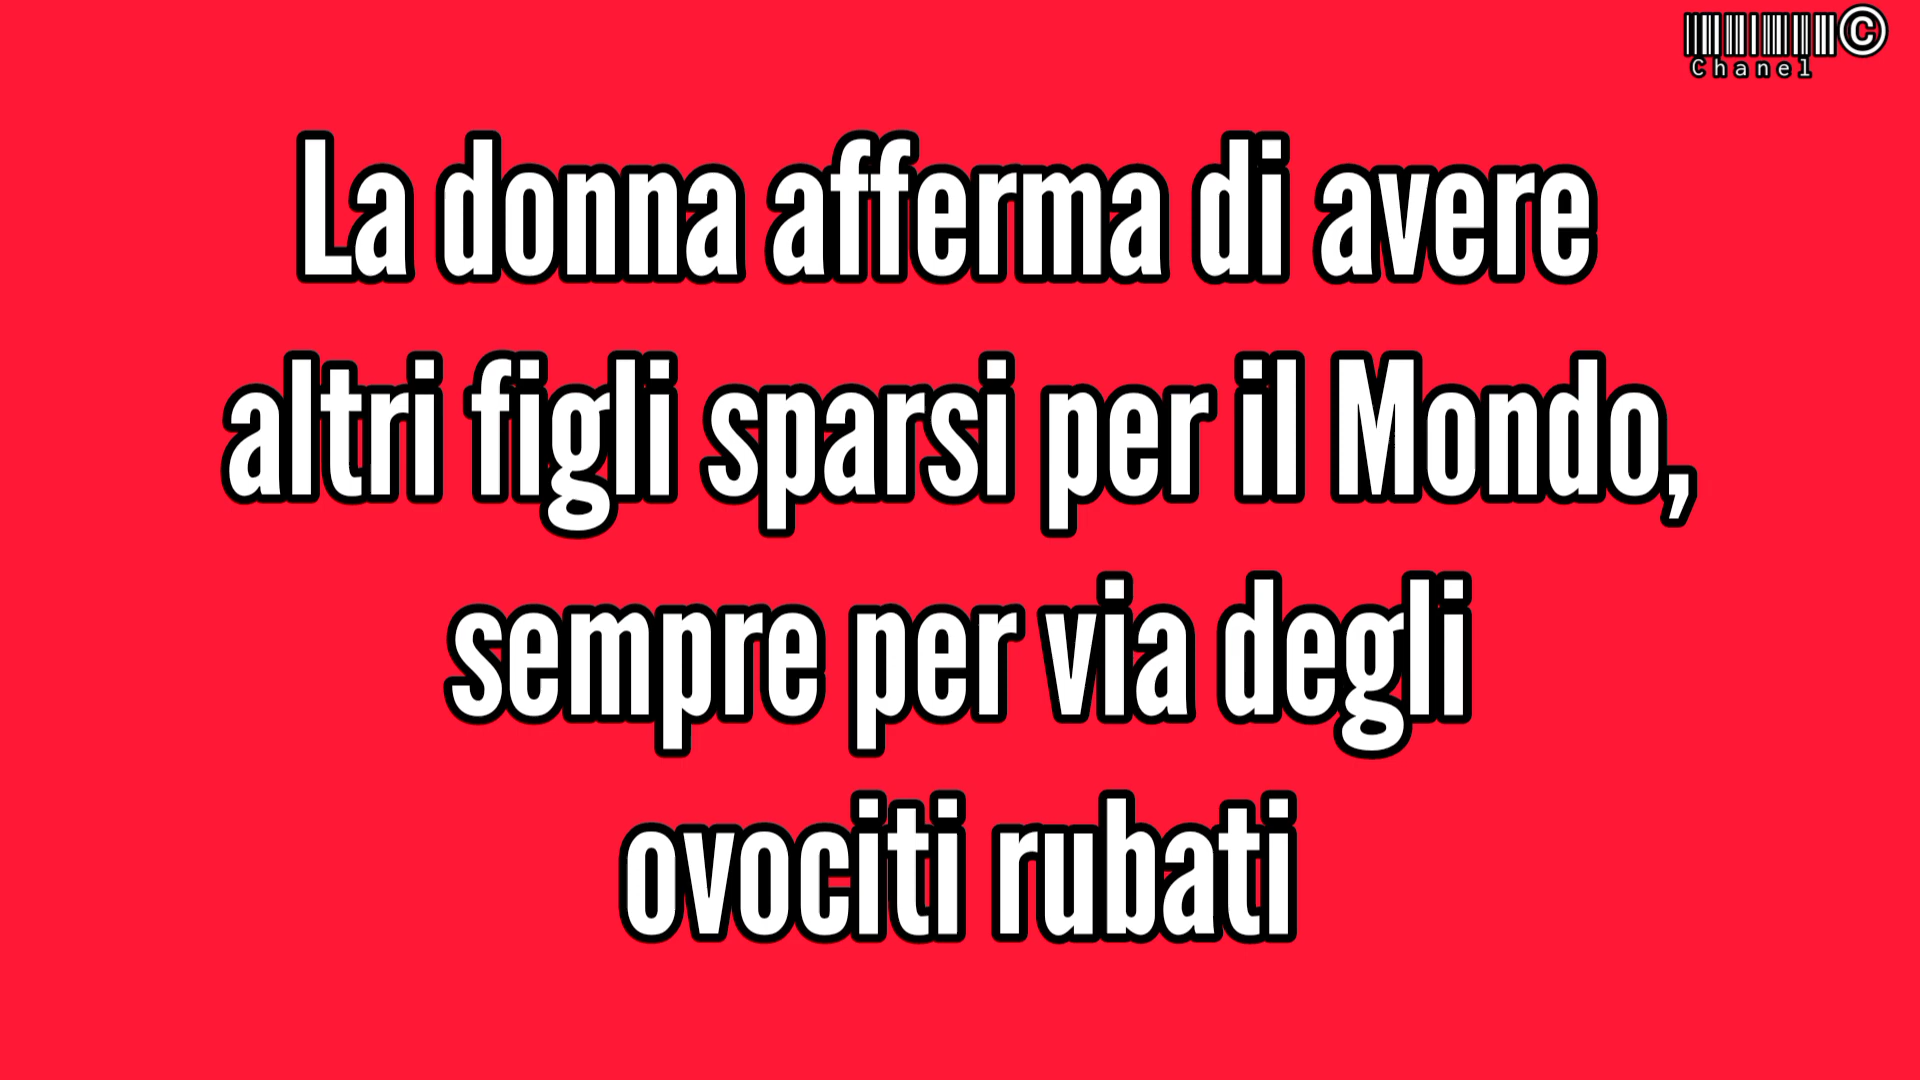 ©
Chanel
La donna afferma di avere
altri figli sparsi per il Mondo,
sempre per via degli
ovociti rubati